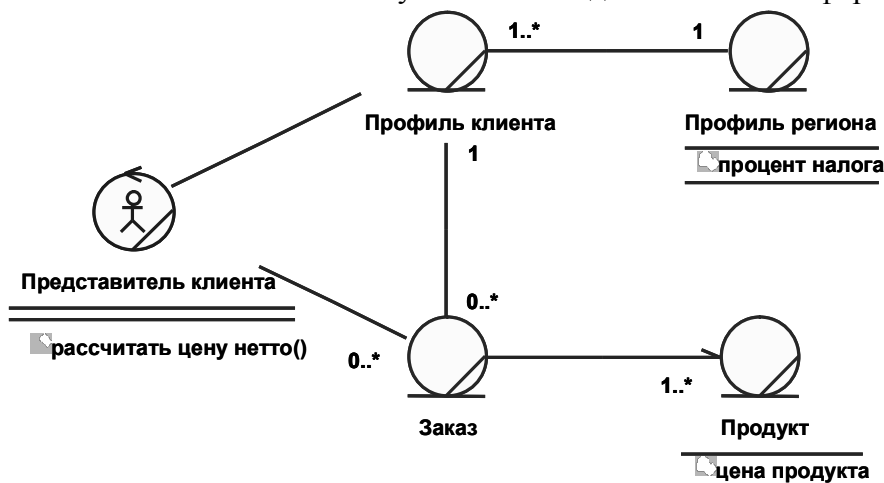 1..*
1
Профиль клиента
Профиль региона
1
процент налога
Представитель клиента
0..*
рассчитать цену нетто()
0..*
1..*
Заказ
Продукт
цена продукта